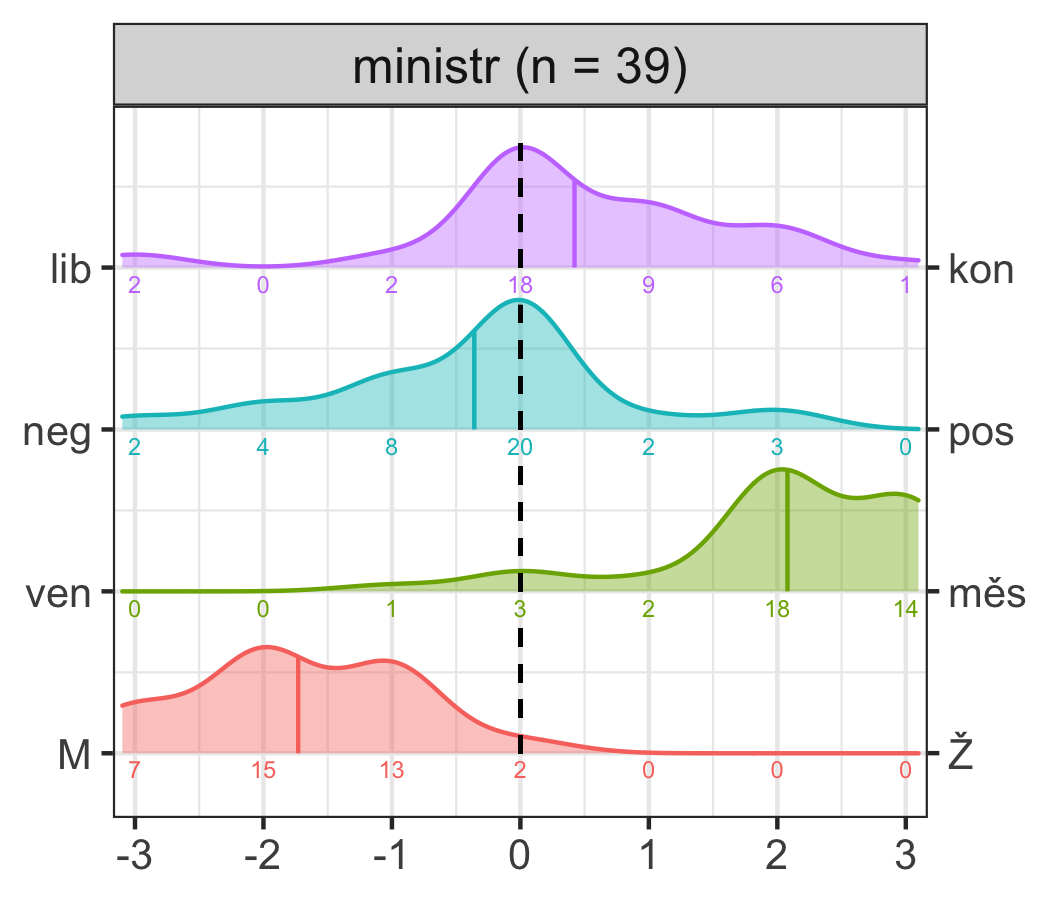 ministr (n = 39)
lib kon
2 0 2 18 9 6 1
neg pos
2 4 8 20 2 3 0
ven měs
0 0 1 3 2 18 14
M Ž
7 15 13 2 0 0 0
-3 -2 -1 0 1 2 3